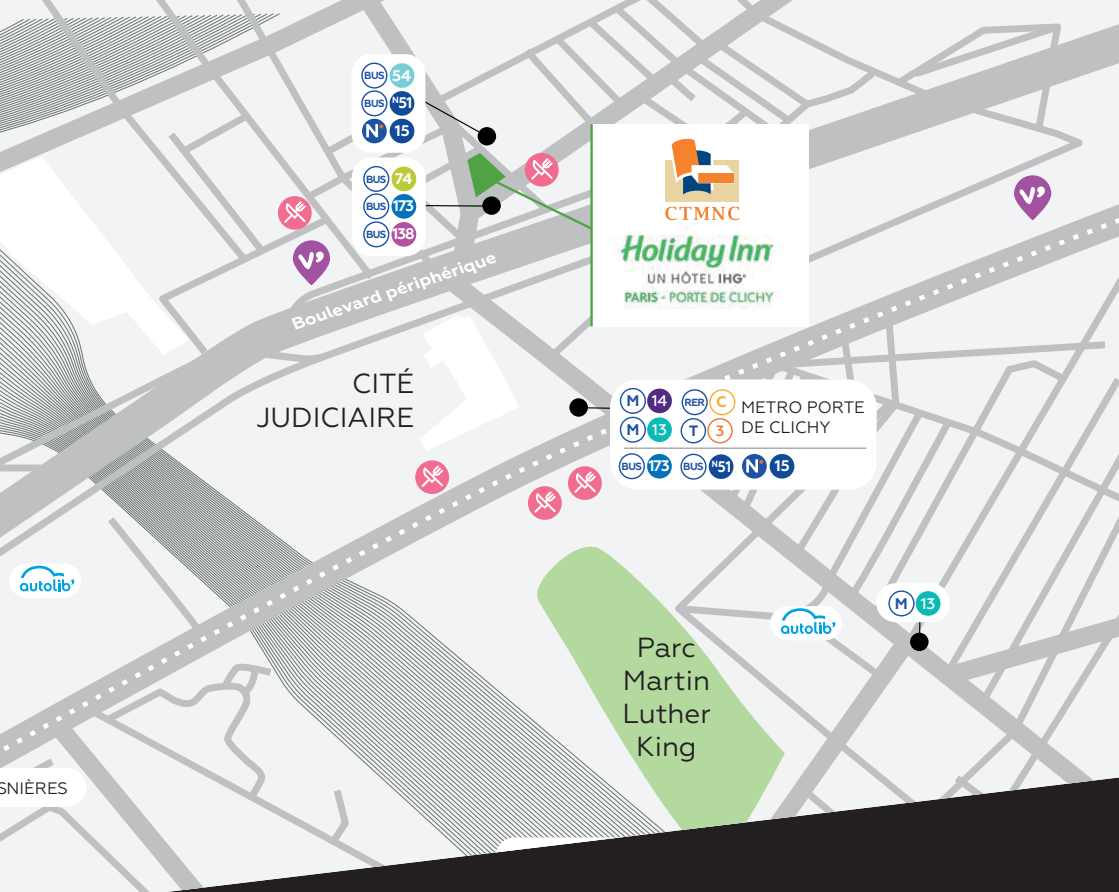 BUS 54
BUS N51
N 15
BUS 74
BUS 173
BUS 138
CTMNC
Holiday Inn
UN HÔTEL IHG®
PARIS - PORTE DE CLICHY
V'
V'
Boulevard périphérique
CITÉ
JUDICIAIRE
M 14 RER C METRO PORTE
M 13 T 3 DE CLICHY
BUS 173 BUS N51 N 15
autolib'
autolib'
M 13
Parc
Martin
Luther
King
SNIÈRES